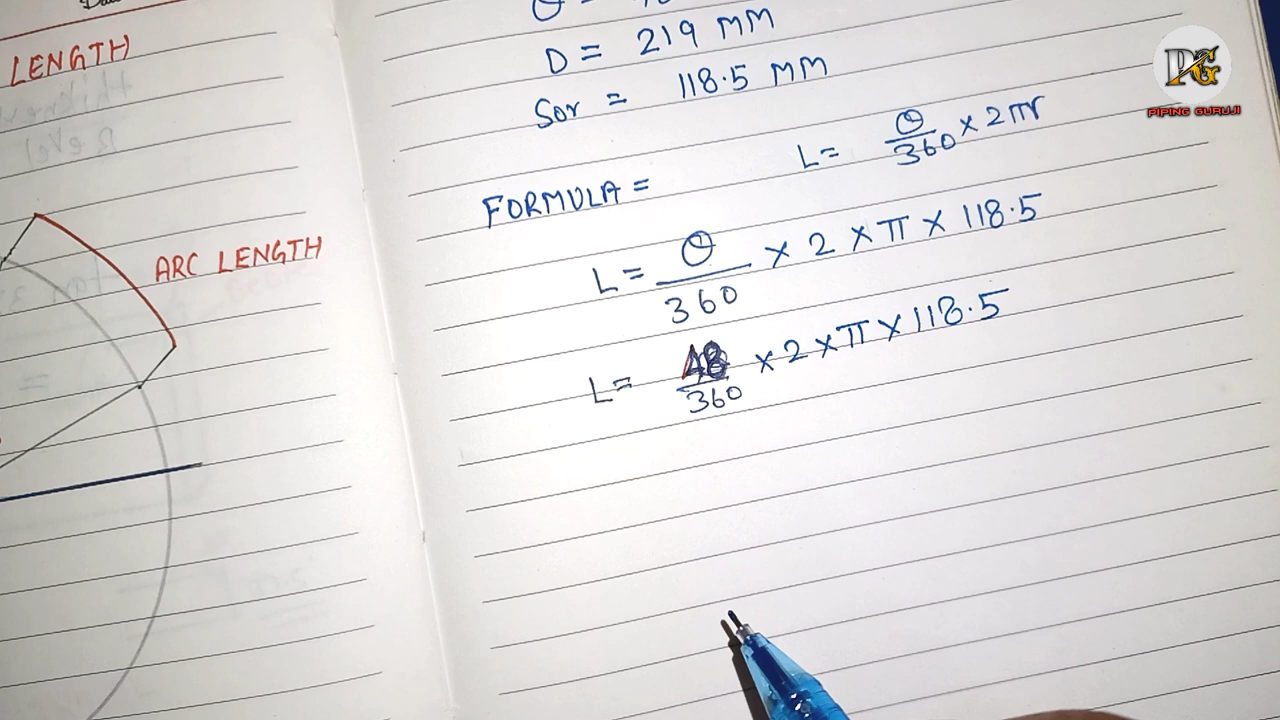 LENGTH
ARC LENGTH
D = 219 MM
Sor = 118.5 MM
L = θ/360 × 2πr
FORMULA =
L = θ/360 × 2 × π × 118.5
L = 48/360 × 2 × π × 118.5
PG
PIPING GURUJI